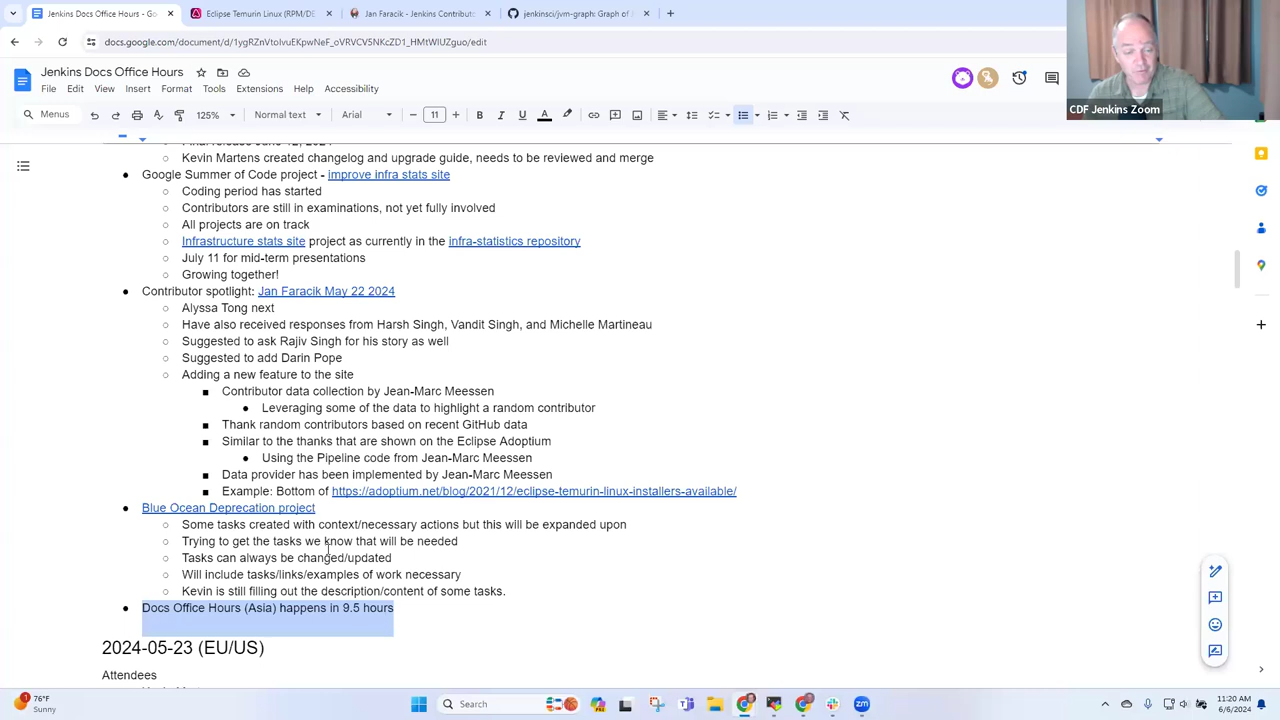 Jenkins Docs Office Hours - Go
Eclipse Temurin Linux (RPM/DE
Jan Faracik - Jenkins Contributo
jenkinsci/jvm-graph: Graph of
docs.google.com/document/d/1ygRZnVtoIvuEKpwNeF_oVRVCV5NKcZD1_HMtWIUZguo/edit
Jenkins Docs Office Hours
File Edit View Insert Format Tools Extensions Help Accessibility
CDF Jenkins Zoom
Menus 125% Normal text Arial 11
Kevin Martens created changelog and upgrade guide, needs to be reviewed and merge
Google Summer of Code project - improve infra stats site
Coding period has started
Contributors are still in examinations, not yet fully involved
All projects are on track
Infrastructure stats site project as currently in the infra-statistics repository
July 11 for mid-term presentations
Growing together!
Contributor spotlight: Jan Faracik May 22 2024
Alyssa Tong next
Have also received responses from Harsh Singh, Vandit Singh, and Michelle Martineau
Suggested to ask Rajiv Singh for his story as well
Suggested to add Darin Pope
Adding a new feature to the site
Contributor data collection by Jean-Marc Meessen
Leveraging some of the data to highlight a random contributor
Thank random contributors based on recent GitHub data
Similar to the thanks that are shown on the Eclipse Adoptium
Using the Pipeline code from Jean-Marc Meessen
Data provider has been implemented by Jean-Marc Meessen
Example: Bottom of https://adoptium.net/blog/2021/12/eclipse-temurin-linux-installers-available/
Blue Ocean Deprecation project
Some tasks created with context/necessary actions but this will be expanded upon
Trying to get the tasks we know that will be needed
Tasks can always be changed/updated
Will include tasks/links/examples of work necessary
Kevin is still filling out the description/content of some tasks.
Docs Office Hours (Asia) happens in 9.5 hours
2024-05-23 (EU/US)
Attendees
76°F
Sunny
Search
11:20 AM
6/6/2024